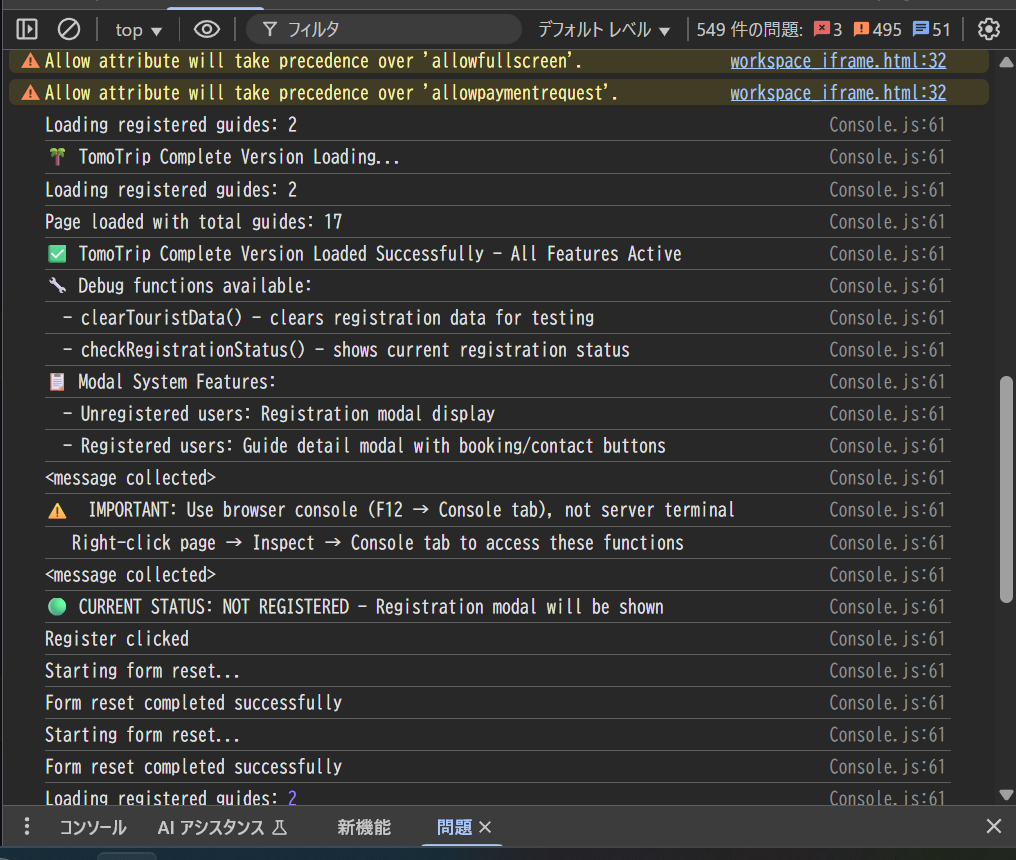 top ▼ フィルタ デフォルト レベル ▼ 549 件の問題: 3 495 51
Allow attribute will take precedence over 'allowfullscreen'. workspace_iframe.html:32
Allow attribute will take precedence over 'allowpaymentrequest'. workspace_iframe.html:32
Loading registered guides: 2 Console.js:61
🌴 TomoTrip Complete Version Loading... Console.js:61
Loading registered guides: 2 Console.js:61
Page loaded with total guides: 17 Console.js:61
✅ TomoTrip Complete Version Loaded Successfully - All Features Active Console.js:61
🔧 Debug functions available: Console.js:61
- clearTouristData() - clears registration data for testing Console.js:61
- checkRegistrationStatus() - shows current registration status Console.js:61
📋 Modal System Features: Console.js:61
- Unregistered users: Registration modal display Console.js:61
- Registered users: Guide detail modal with booking/contact buttons Console.js:61
<message collected> Console.js:61
⚠️ IMPORTANT: Use browser console (F12 → Console tab), not server terminal Console.js:61
Right-click page → Inspect → Console tab to access these functions Console.js:61
<message collected> Console.js:61
🟢 CURRENT STATUS: NOT REGISTERED - Registration modal will be shown Console.js:61
Register clicked Console.js:61
Starting form reset... Console.js:61
Form reset completed successfully Console.js:61
Starting form reset... Console.js:61
Form reset completed successfully Console.js:61
Loading registered guides: 2 Console.js:61
コンソール AI アシスタンス 新機能 問題 ×